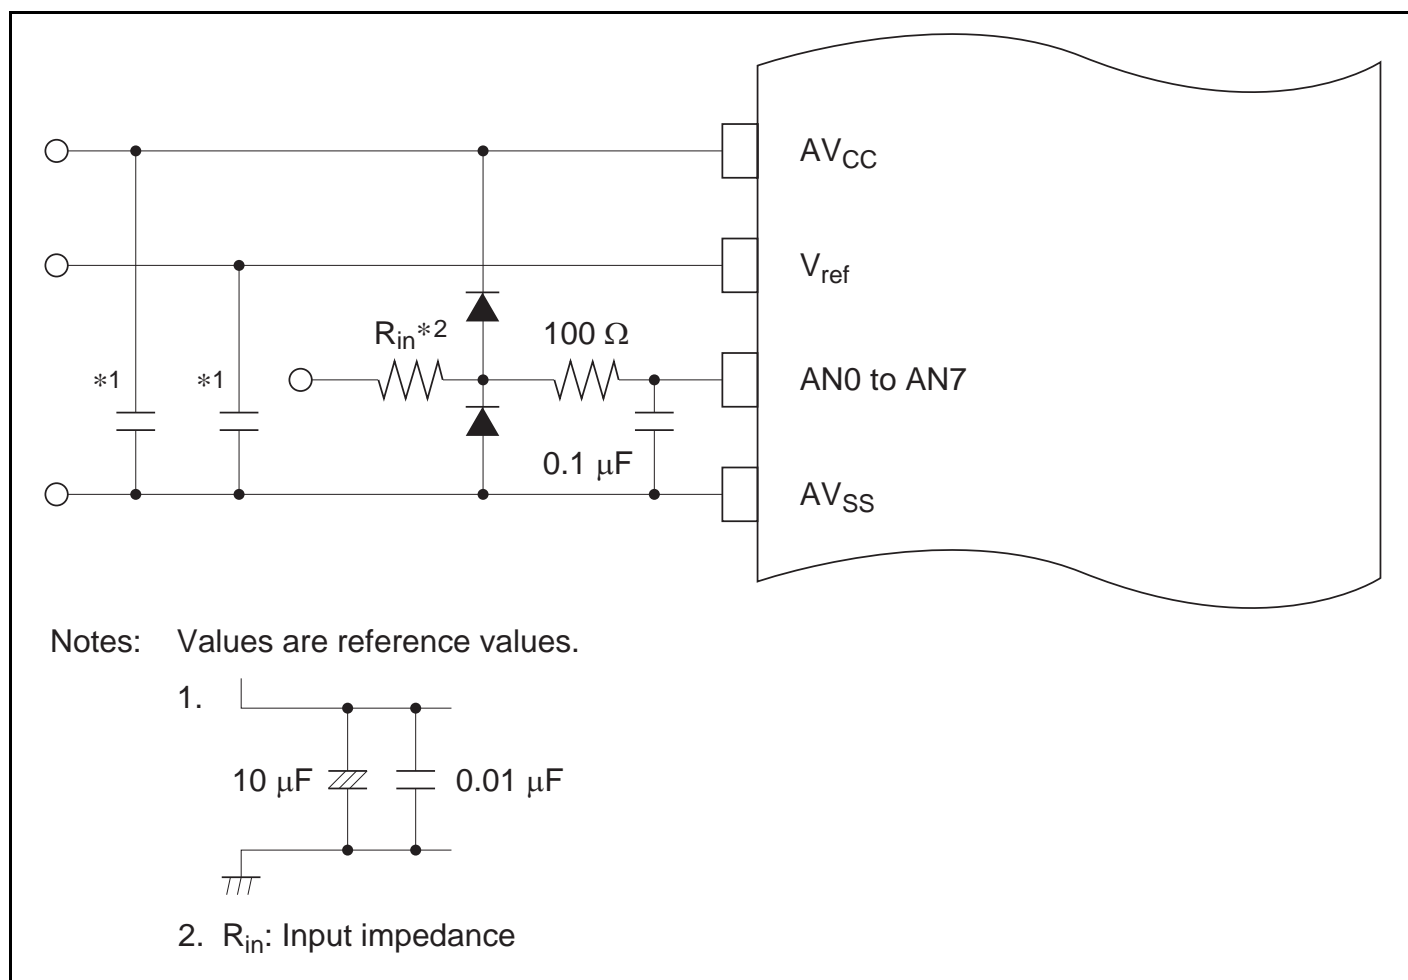 AVCC
Vref
Rin*2
100 Ω
*1
*1
AN0 to AN7
0.1 μF
AVSS
Notes: Values are reference values.
1.
10 μF
0.01 μF
2. Rin: Input impedance